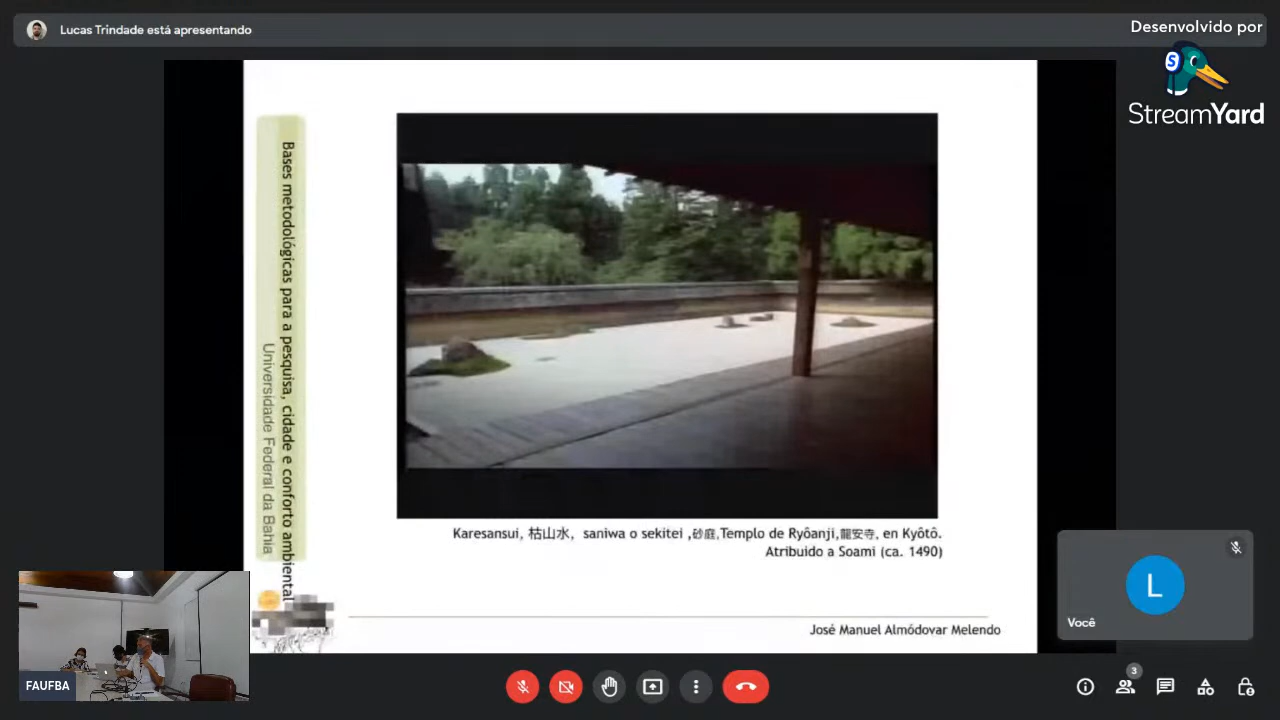 Lucas Trindade está apresentando
Desenvolvido por
StreamYard
Bases metodológicas para a pesquisa, cidade e conforto ambiental
Universidade Federal da Bahia
Karesansui, 枯山水, saniwa o sekitei ,砂庭,Templo de Ryôanji,龍安寺, en Kyôtô.
Atribuido a Soami (ca. 1490)
José Manuel Almódovar Melendo
L
Você
FAUFBA
3